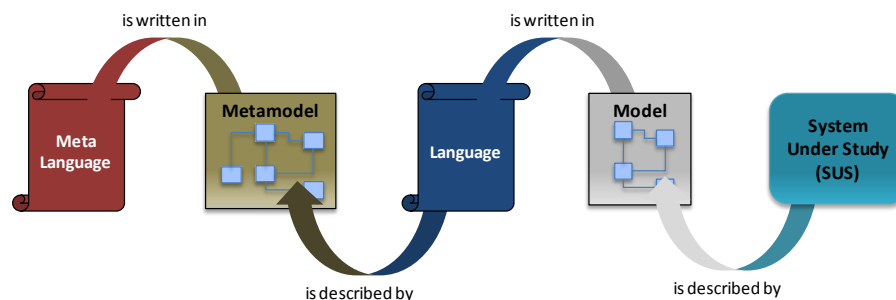 is written in
is written in
Metamodel
Model
Meta
Language
Language
System
Under Study
(SUS)
is described by
is described by